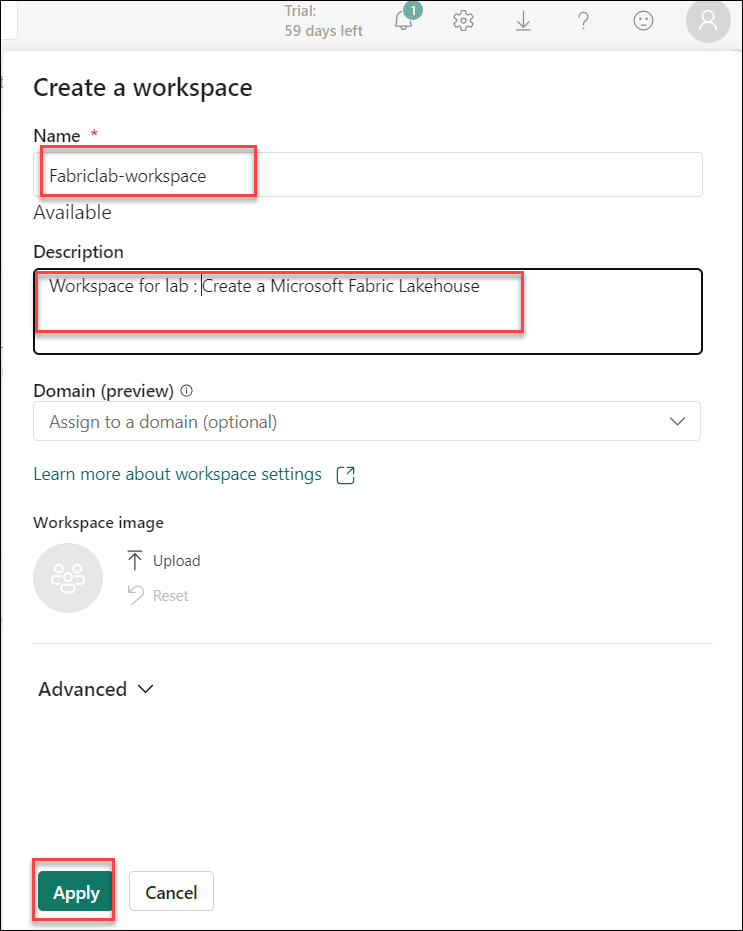 Trial:
59 days left
1
Create a workspace
Name *
Fabriclab-workspace
Available
Description
Workspace for lab : Create a Microsoft Fabric Lakehouse
Domain (preview)
Assign to a domain (optional)
Learn more about workspace settings
Workspace image
Upload
Reset
Advanced
Apply
Cancel